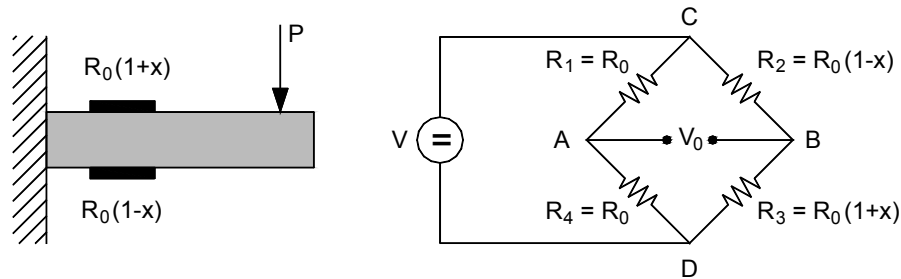 P
R0(1+x)
R0(1-x)
C
R1 = R0
R2 = R0(1-x)
V
=
A
V0
B
R4 = R0
R3 = R0(1+x)
D